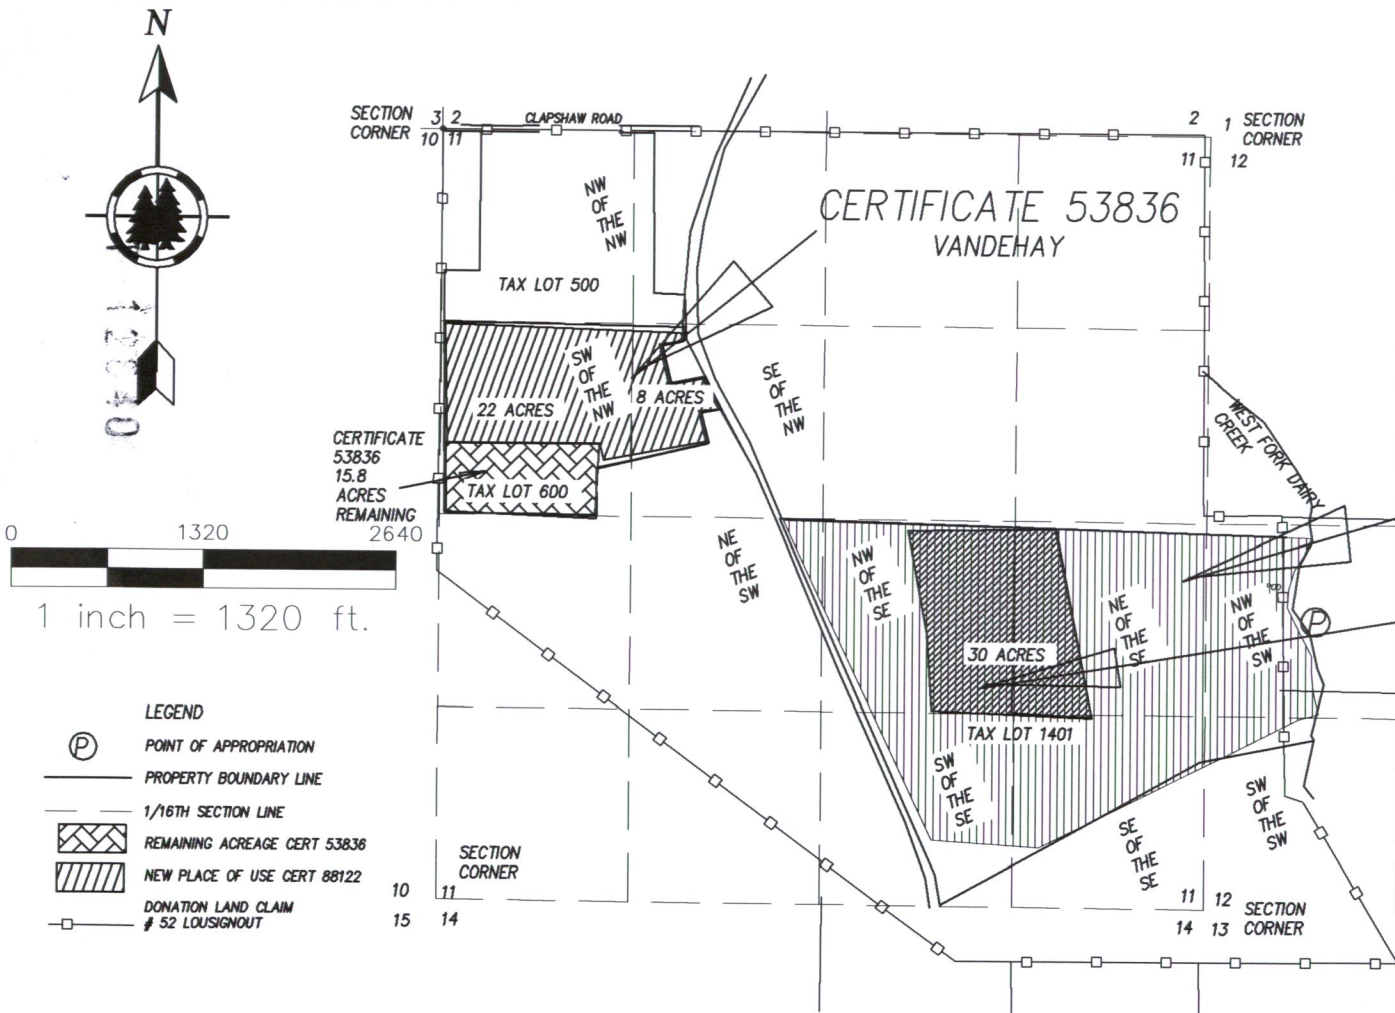 N
SECTION
CORNER
3 2
10 11
CLAPSHAW ROAD
2
1
11
12
SECTION
CORNER
NW
OF
THE
NW
CERTIFICATE 53836
VANDEHAY
TAX LOT 500
SW
OF
THE
NW
SE
OF
THE
NW
22 ACRES
8 ACRES
WEST FORK DAIRY
CREEK
CERTIFICATE
53836
15.8
ACRES
REMAINING
TAX LOT 600
0 1320 2640
1 inch = 1320 ft.
NE
OF
THE
SW
NW
OF
THE
SE
NE
OF
THE
SE
NW
OF
THE
SW
P
30 ACRES
TAX LOT 1401
SW
OF
THE
SE
SE
OF
THE
SE
SW
OF
THE
SW
LEGEND
P
POINT OF APPROPRIATION
PROPERTY BOUNDARY LINE
1/16TH SECTION LINE
REMAINING ACREAGE CERT 53836
NEW PLACE OF USE CERT 88122
DONATION LAND CLAIM
# 52 LOUSIGNOUT
SECTION
CORNER
10 11
15 14
11 12
14 13
SECTION
CORNER